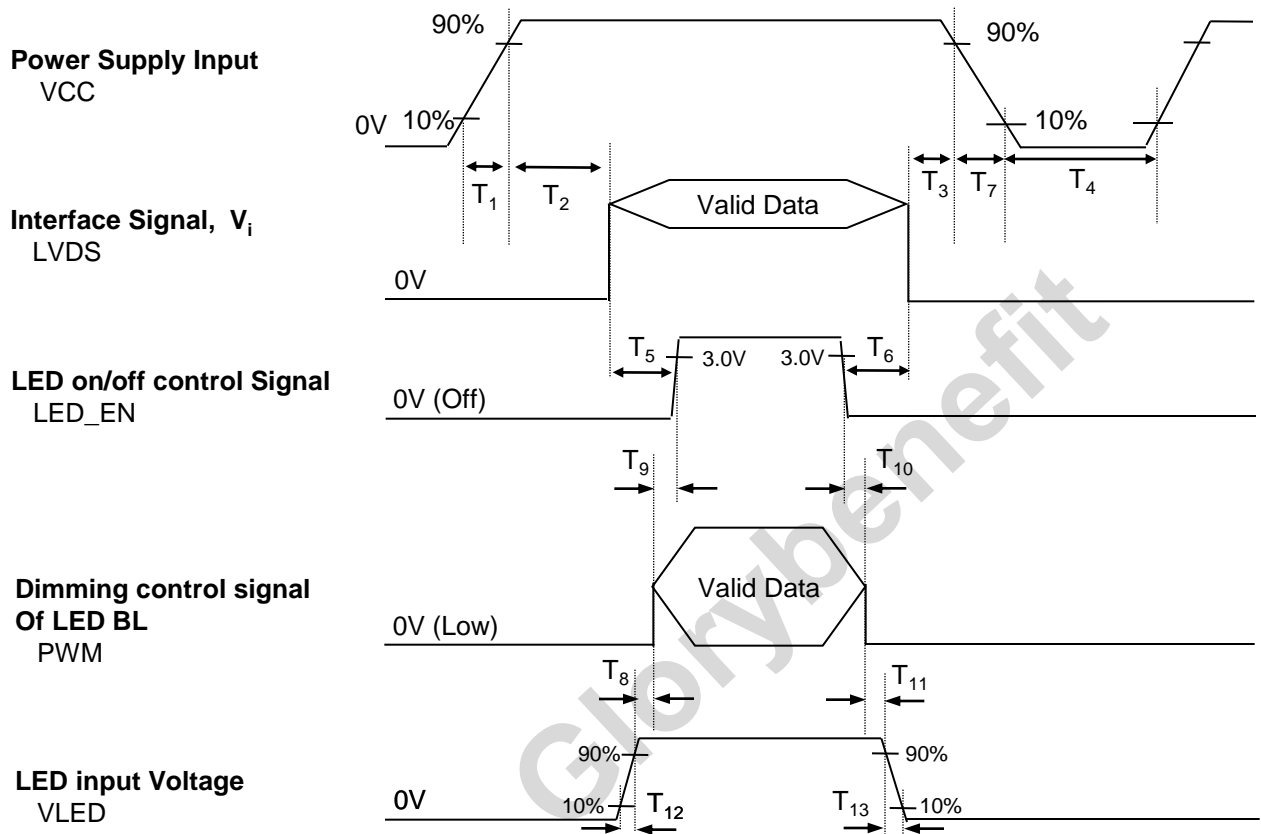 90%
90%
Power Supply Input
VCC
0V
10%
10%
T1
T2
T3
T7
T4
Interface Signal, Vi
LVDS
Valid Data
0V
T5
3.0V
3.0V
T6
LED on/off control Signal
LED_EN
0V (Off)
T9
T10
Dimming control signal
Of LED BL
PWM
Valid Data
0V (Low)
T8
T11
LED input Voltage
VLED
90%
90%
0V
10%
T12
T13
10%
Glorybenefit